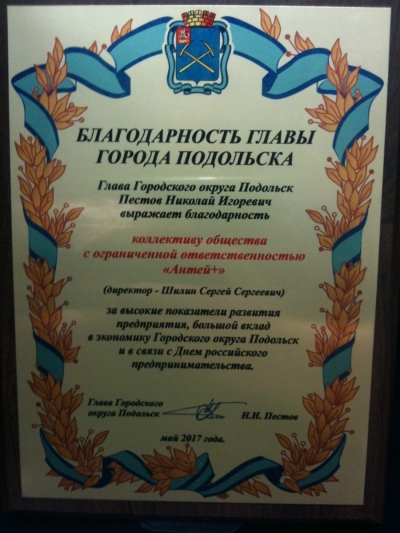 БЛАГОДАРНОСТЬ ГЛАВЫ
ГОРОДА ПОДОЛЬСКА
Глава Городского округа Подольск
Пестов Николай Игоревич
выражает благодарность
коллективу общества
с ограниченной ответственностью
«Антей+»
(директор - Шилин Сергей Сергеевич)
за высокие показатели развития
предприятия, большой вклад
в экономику Городского округа Подольск
и в связи с Днем российского
предпринимательства.
Глава Городского
округа Подольск
Н.И. Пестов
май 2017 года.